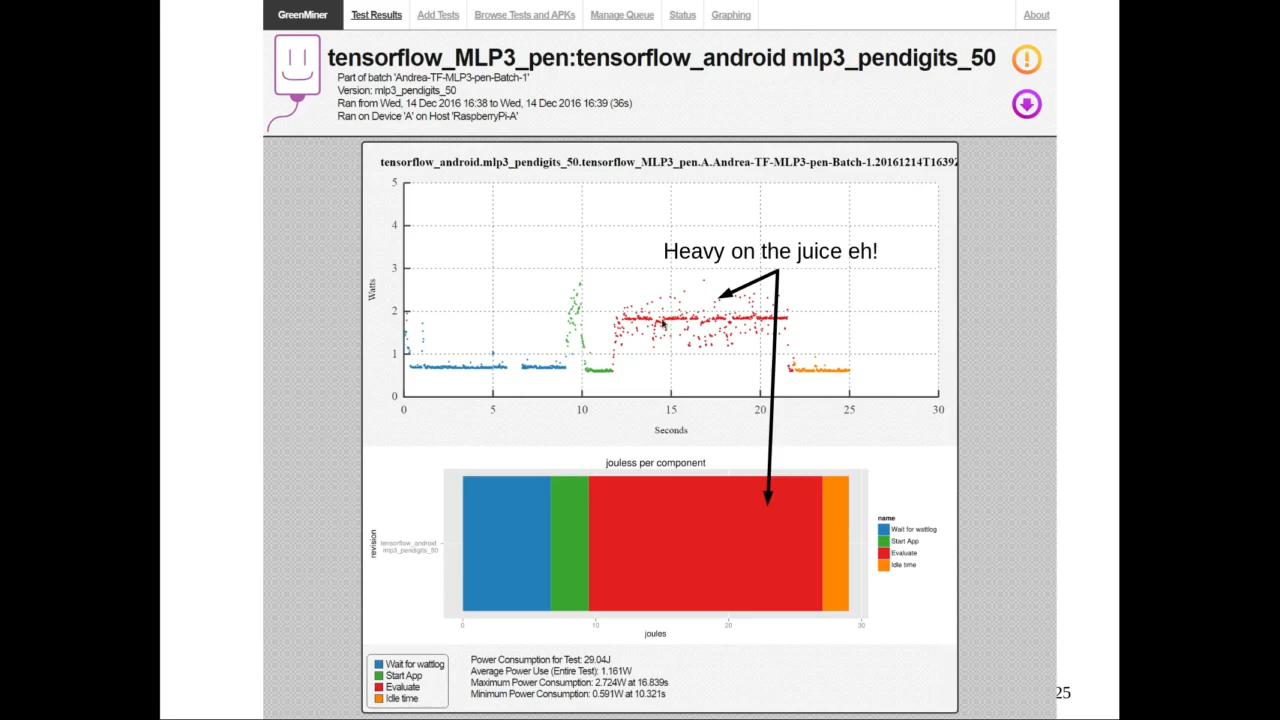 GreenMiner Test Results Add Tests Browse Tests and APKs Manage Queue Status Graphing About
tensorflow_MLP3_pen:tensorflow_android mlp3_pendigits_50
Part of batch 'Andrea-TF-MLP3-pen-Batch-1'
Version: mlp3_pendigits_50
Ran from Wed, 14 Dec 2016 16:38 to Wed, 14 Dec 2016 16:39 (36s)
Ran on Device 'A' on Host 'RaspberryPi-A'
tensorflow_android.mlp3_pendigits_50.tensorflow_MLP3_pen.A.Andrea-TF-MLP3-pen-Batch-1.20161214T1639
5
4
3
2
1
0
Watts
0 5 10 15 20 25 30
Seconds
Heavy on the juice eh!
jouless per component
revision
tensorflow_android
mlp3_pendigits_50
0 10 20 30
joules
name
Wait for wattlog
Start App
Evaluate
Idle time
Wait for wattlog
Start App
Evaluate
Idle time
Power Consumption for Test: 29.04J
Average Power Use (Entire Test): 1.161W
Maximum Power Consumption: 2.724W at 16.839s
Minimum Power Consumption: 0.591W at 10.321s
25